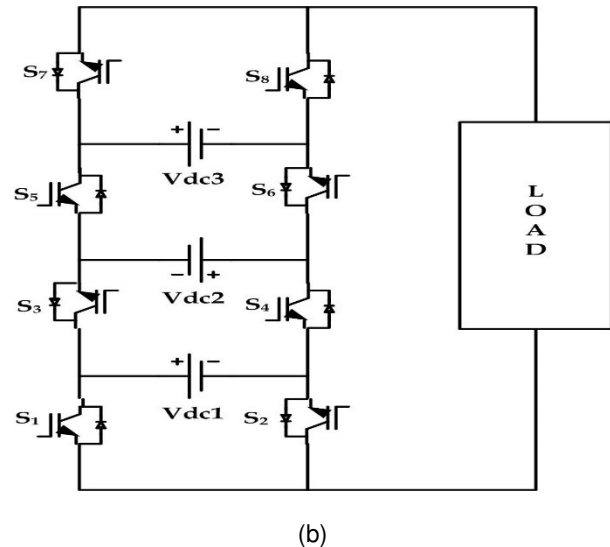 S7
S8
+ −
Vdc3
S5
S6
− +
Vdc2
S3
S4
+ −
Vdc1
S1
S2
L
O
A
D
(b)